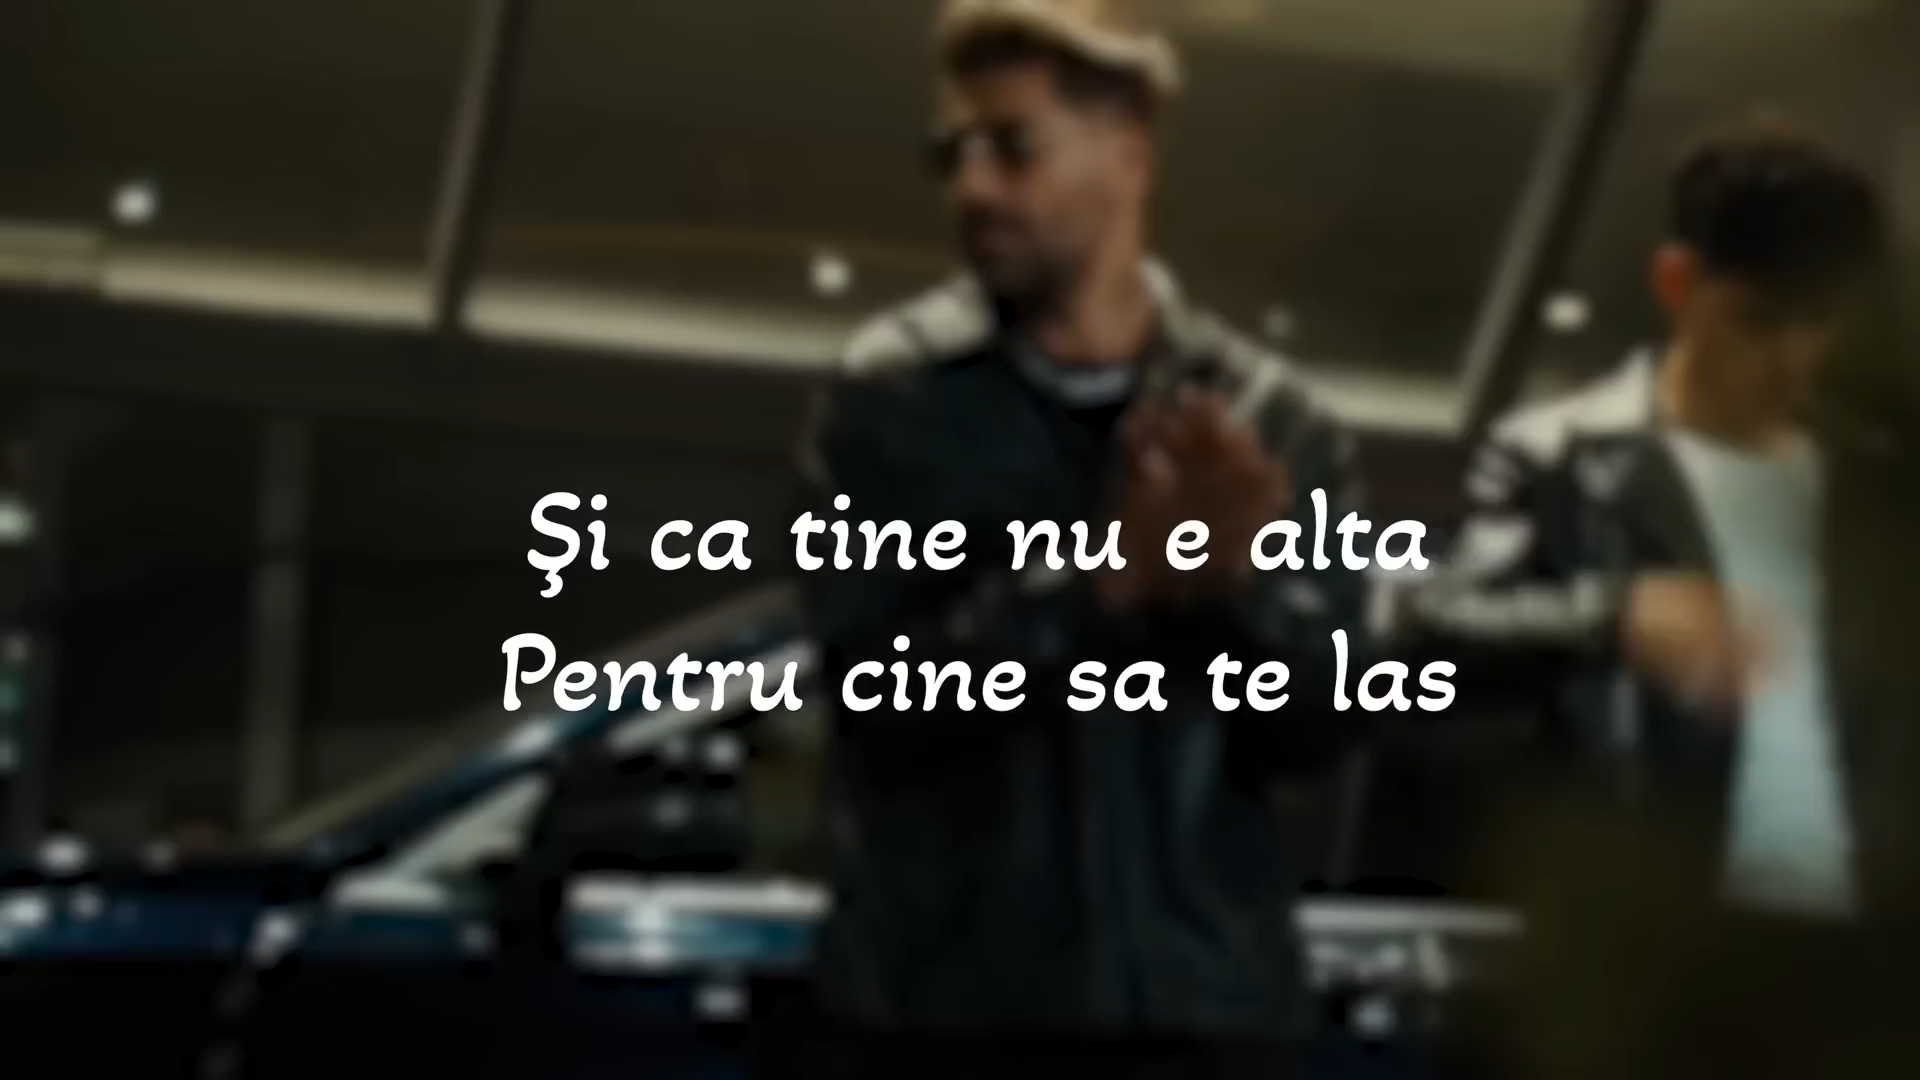 Şi ca tine nu e alta
Pentru cine sa te las